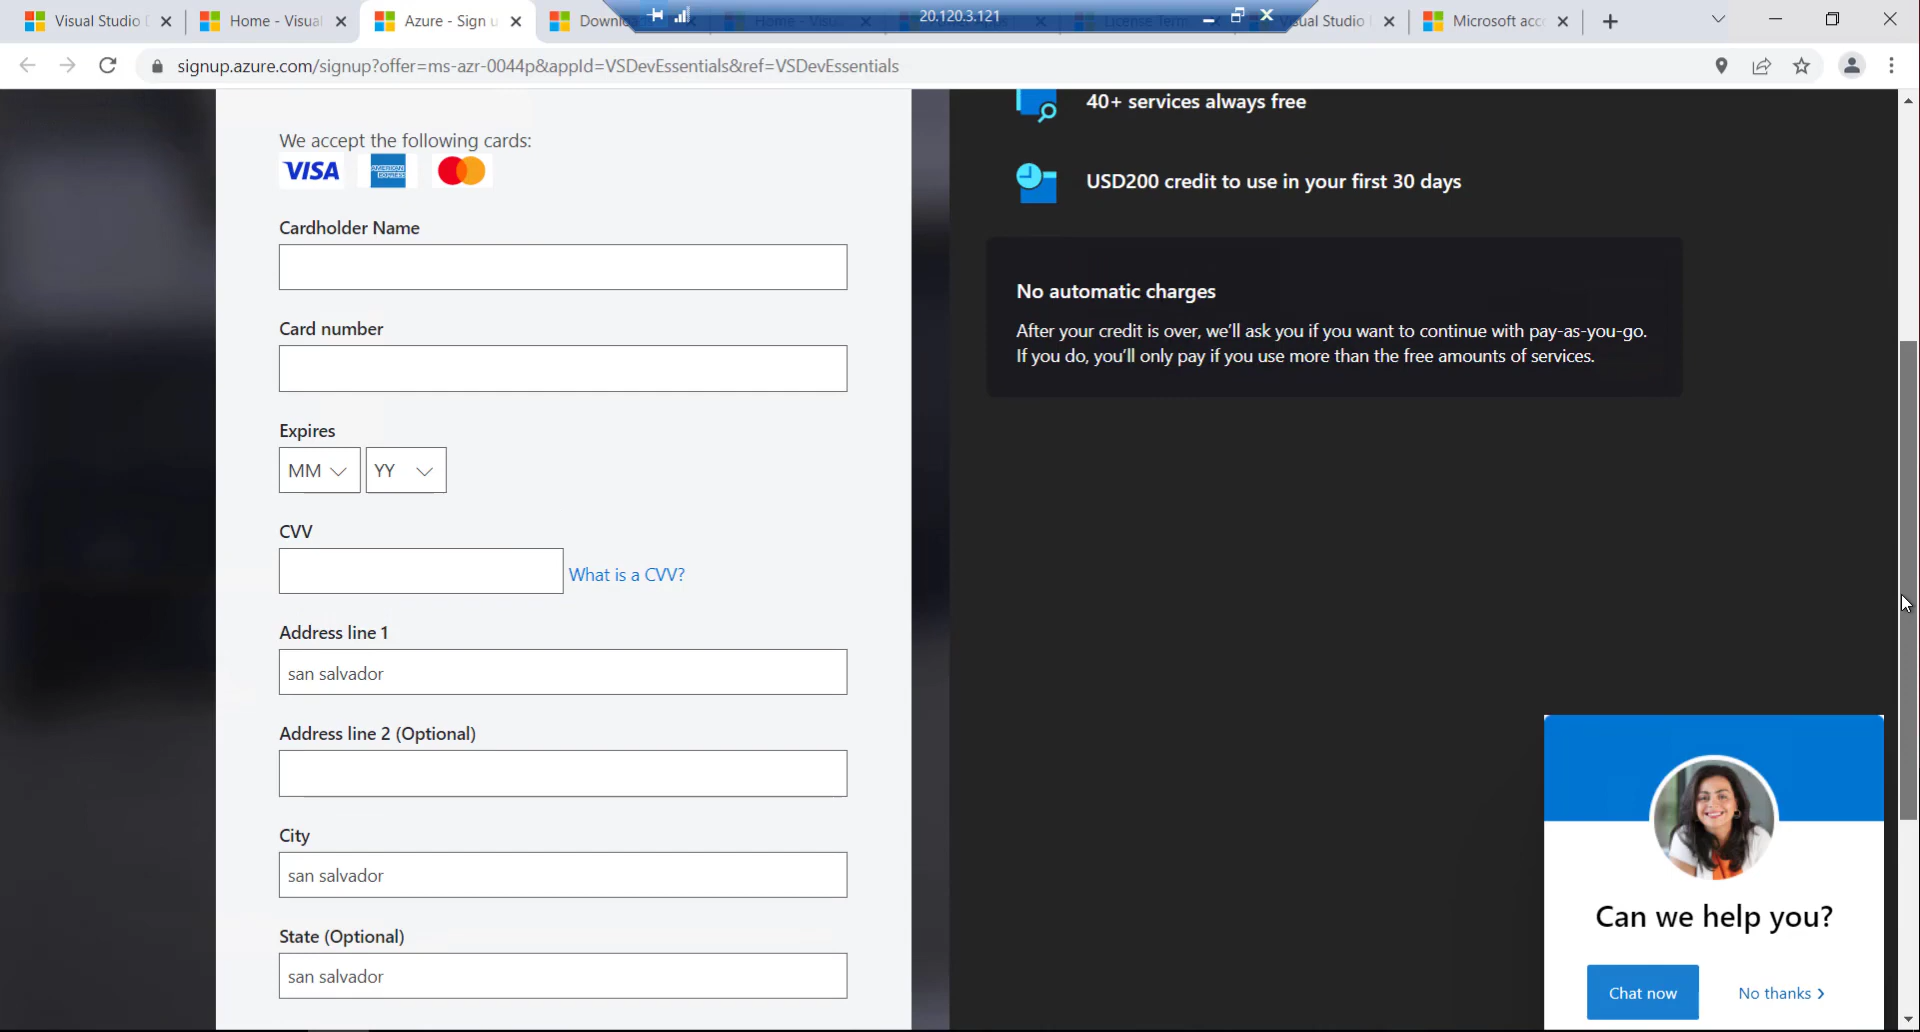 Visual Studio
Home - Visual
Azure - Sign u
Downlo
20.120.3.121
Home - Visu
License Term
ual Studio
Microsoft acc
signup.azure.com/signup?offer=ms-azr-0044p&appId=VSDevEssentials&ref=VSDevEssentials
We accept the following cards:
VISA
AMERICAN
EXPRESS
Cardholder Name
Card number
Expires
MM
YY
CVV
What is a CVV?
Address line 1
san salvador
Address line 2 (Optional)
City
san salvador
State (Optional)
san salvador
40+ services always free
USD200 credit to use in your first 30 days
No automatic charges
After your credit is over, we'll ask you if you want to continue with pay-as-you-go.
If you do, you'll only pay if you use more than the free amounts of services.
Can we help you?
Chat now
No thanks